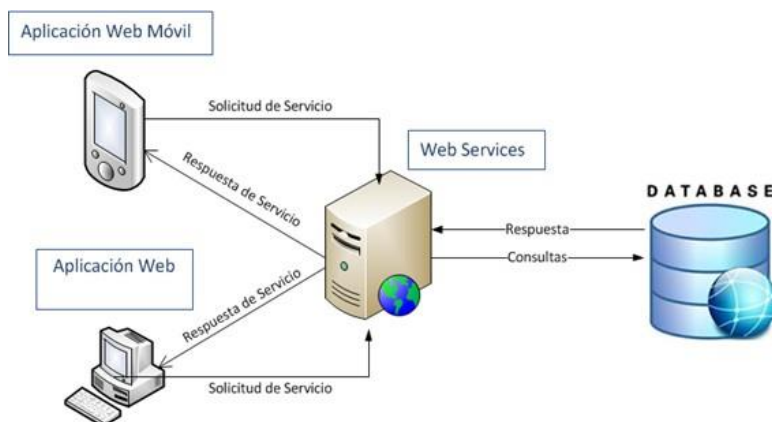 Aplicación Web Móvil
Solicitud de Servicio
Respuesta de Servicio
Web Services
DATABASE
Respuesta
Consultas
Aplicación Web
Respuesta de Servicio
Solicitud de Servicio